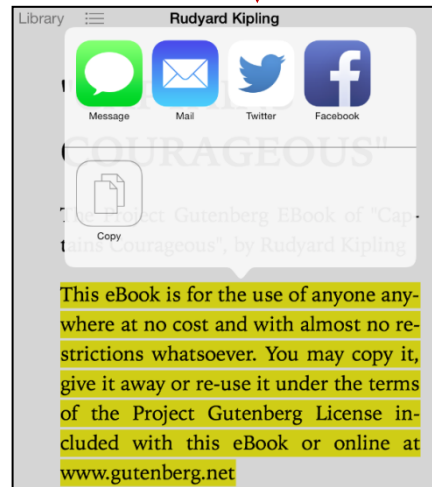 Library
Rudyard Kipling
Message Mail Twitter Facebook
COURAGEOUS"
The Project Gutenberg EBook of "Cap-
tains Courageous", by Rudyard Kipling
Copy
This eBook is for the use of anyone any-
where at no cost and with almost no re-
strictions whatsoever. You may copy it,
give it away or re-use it under the terms
of the Project Gutenberg License in-
cluded with this eBook or online at
www.gutenberg.net